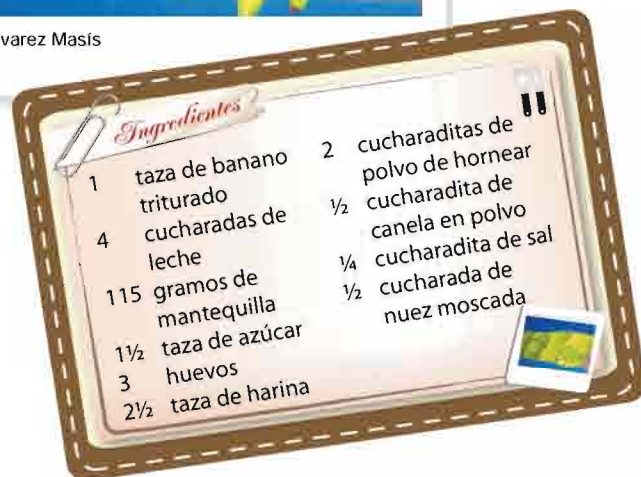 varez Masís
Ingredientes
1 taza de banano
triturado
4 cucharadas de
leche
115 gramos de
mantequilla
1½ taza de azúcar
3 huevos
2½ taza de harina
2 cucharaditas de
polvo de hornear
½ cucharadita de
canela en polvo
¼ cucharadita de sal
½ cucharada de
nuez moscada